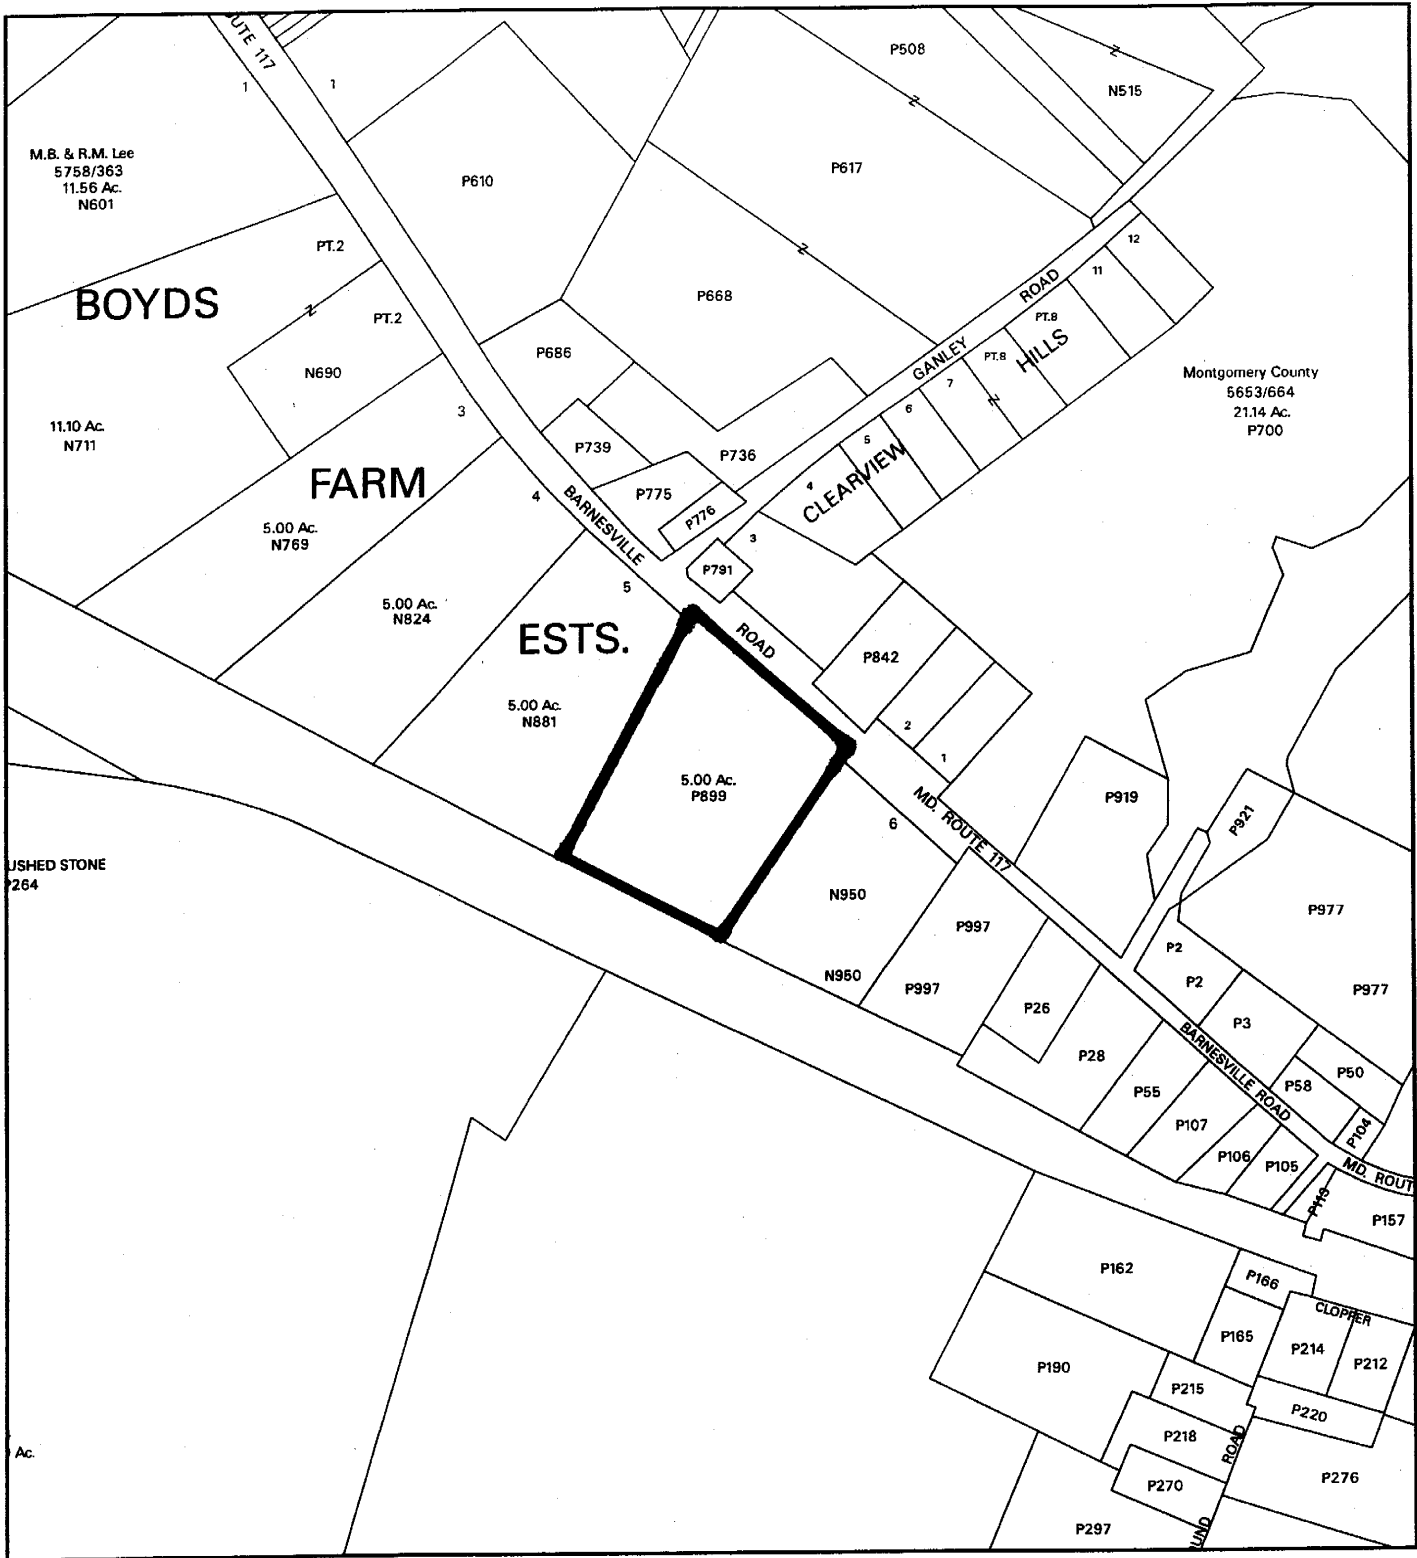 OUTE 117
1
1
P508
Z
Z
N515
M.B. & R.M. Lee
5758/363
11.56 Ac.
N601
P610
P617
PT.2
Z
12
11
ROAD
BOYDS
Z
PT.2
P668
PT.8
P686
GANLEY
PT.8
HILLS
N690
7
Z
Montgomery County
5653/664
21.14 Ac.
P700
3
6
11.10 Ac.
N711
P739
P736
5
CLEARVIEW
4
FARM
4
BARNESVILLE
P775
P776
5.00 Ac.
N769
3
P791
5
5.00 Ac.
N824
ESTS.
ROAD
P842
5.00 Ac.
N881
2
1
5.00 Ac.
P899
MD. ROUTE 117
P919
P921
6
USHED STONE
P264
N950
P997
P977
P2
N950
P997
P2
P977
P26
P3
BARNESVILLE ROAD
P28
P50
P55
P58
P107
P104
P106
P105
MD. ROUT
P113
P157
P162
P166
CLOPPER
P165
P214
P212
P190
P215
P220
P218
ROAD
Ac.
P270
P276
P297
UND